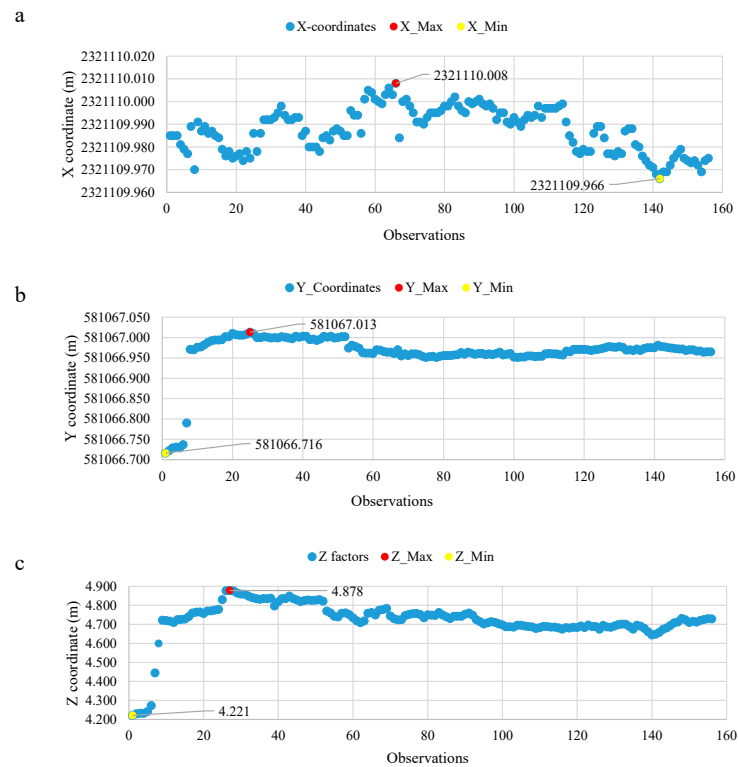 a
X-coordinates X_Max X_Min
2321110.020
2321110.010
2321110.000
2321109.990
2321109.980
2321109.970
2321109.960
X coordinate (m)
2321110.008
2321109.966
0 20 40 60 80 100 120 140 160
Observations
b
Y_Coordinates Y_Max Y_Min
581067.050
581067.000
581066.950
581066.900
581066.850
581066.800
581066.750
581066.700
Y coordinate (m)
581067.013
581066.716
0 20 40 60 80 100 120 140 160
Observations
c
Z factors Z_Max Z_Min
4.900
4.800
4.700
4.600
4.500
4.400
4.300
4.200
Z coordinate (m)
4.878
4.221
0 20 40 60 80 100 120 140 160
Observations